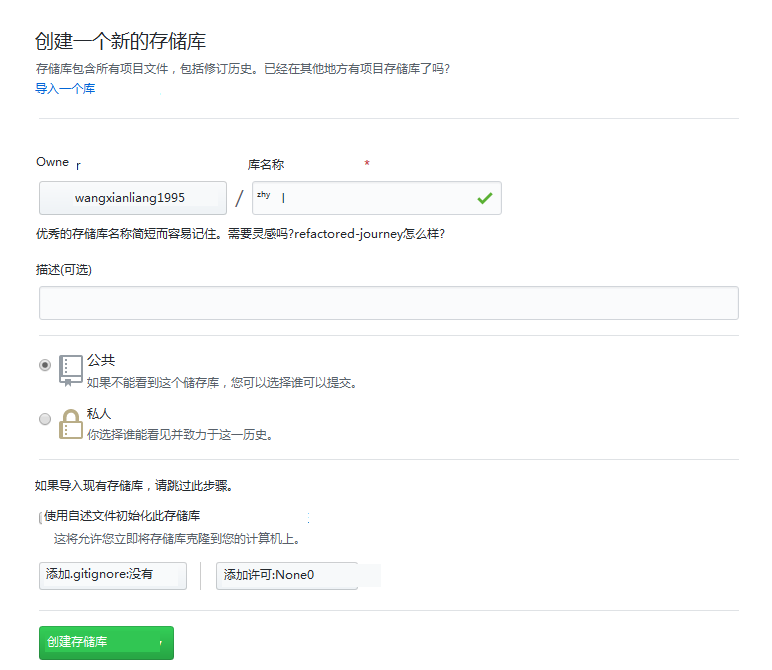 创建一个新的存储库
存储库包含所有项目文件，包括修订历史。已经在其他地方有项目存储库了吗?
导入一个库
Owner 库名称 *
wangxianliang1995 / zhy
优秀的存储库名称简短而容易记住。需要灵感吗?refactored-journey怎么样?
描述(可选)
公共
如果不能看到这个储存库，您可以选择谁可以提交。
私人
你选择谁能看见并致力于这一历史。
如果导入现有存储库，请跳过此步骤。
使用自述文件初始化此存储库
这将允许您立即将存储库克隆到您的计算机上。
添加.gitignore:没有 添加许可:None0
创建存储库